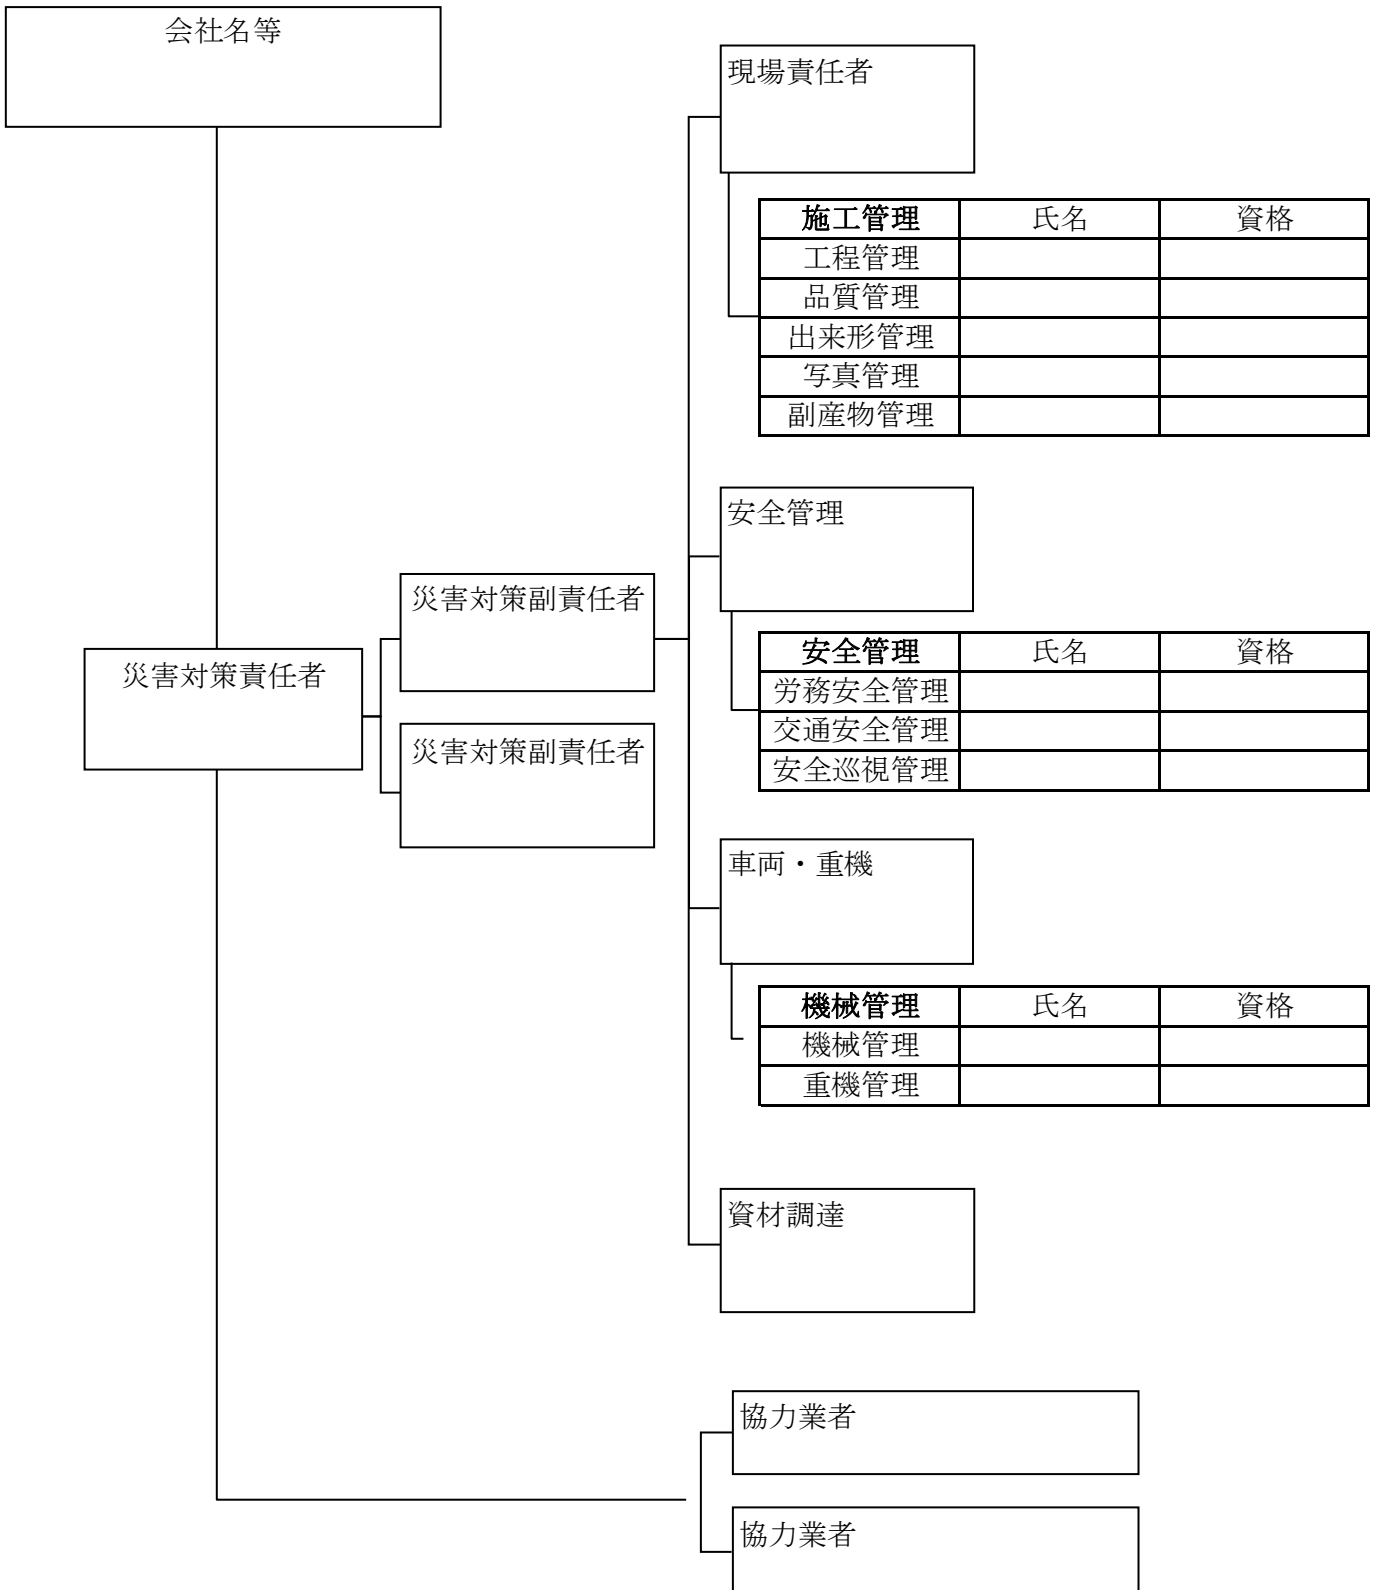 会社名等
現場責任者
施工管理 氏名 資格
工程管理
品質管理
出来形管理
写真管理
副産物管理
安全管理
災害対策副責任者
安全管理 氏名 資格
災害対策責任者
労務安全管理
交通安全管理
災害対策副責任者
安全巡視管理
車両・重機
機械管理 氏名 資格
機械管理
重機管理
資材調達
協力業者
協力業者